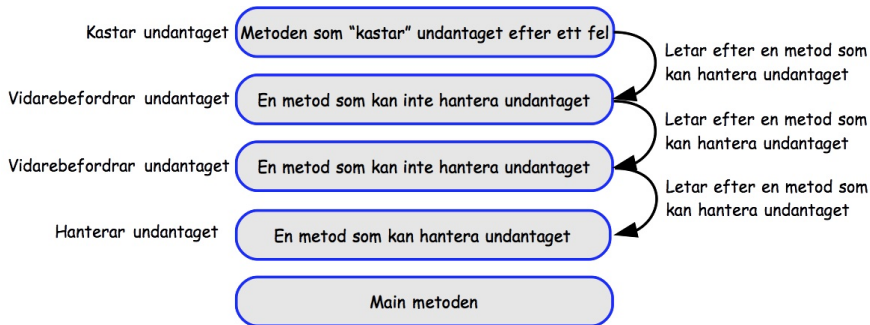 Kastar undantaget
Metoden som “kastar” undantaget efter ett fel
Letar efter en metod som
kan hantera undantaget
Vidarebefordrar undantaget
En metod som kan inte hantera undantaget
Letar efter en metod som
kan hantera undantaget
Vidarebefordrar undantaget
En metod som kan inte hantera undantaget
Letar efter en metod som
kan hantera undantaget
Hanterar undantaget
En metod som kan hantera undantaget
Main metoden